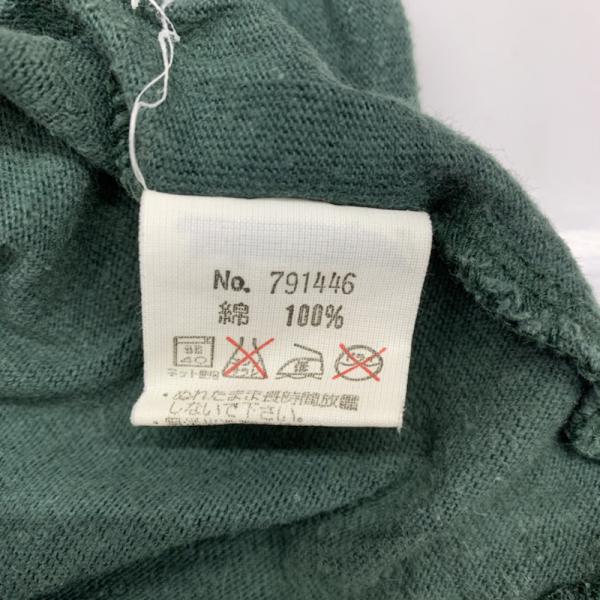 No. 791446
綿 100%
40
ネット使用
・ぬれたまま長時間放置
しないで下さい。